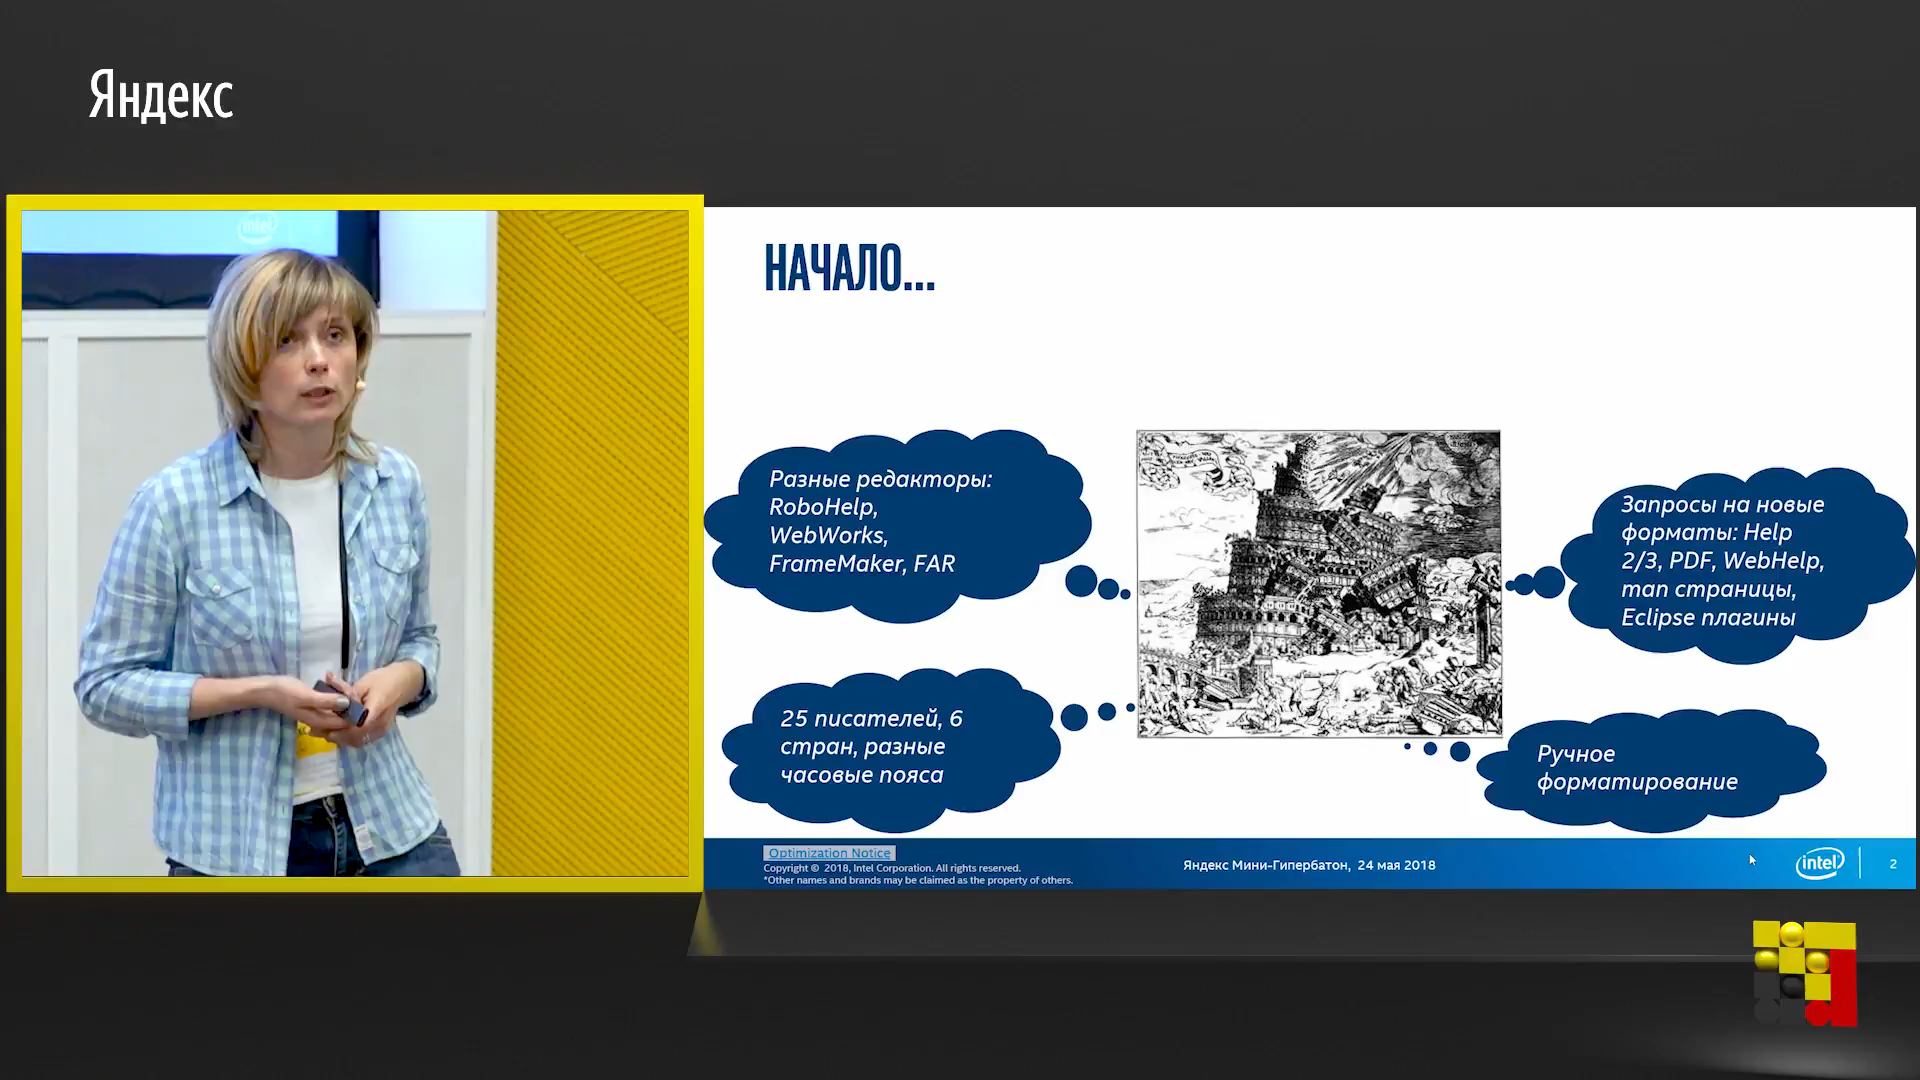 Яндекс
intel
НАЧАЛО...
Разные редакторы:
RoboHelp,
WebWorks,
FrameMaker, FAR
Запросы на новые
форматы: Help
2/3, PDF, WebHelp,
man страницы,
Eclipse плагины
25 писателей, 6
стран, разные
часовые пояса
Ручное
форматирование
Optimization Notice
Copyright © 2018, Intel Corporation. All rights reserved.
*Other names and brands may be claimed as the property of others.
Яндекс Мини-Гипербатон, 24 мая 2018
intel
2